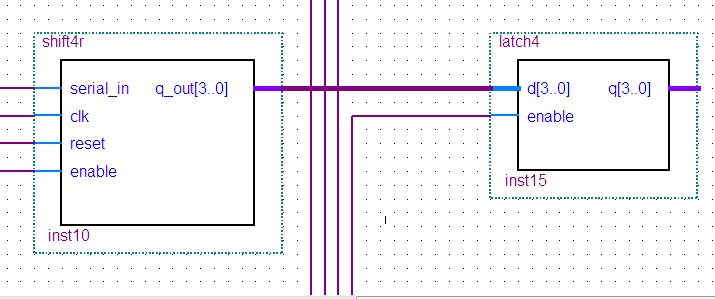 shift4r
serial_in q_out[3..0]
clk
reset
enable
inst10
latch4
d[3..0] q[3..0]
enable
inst15